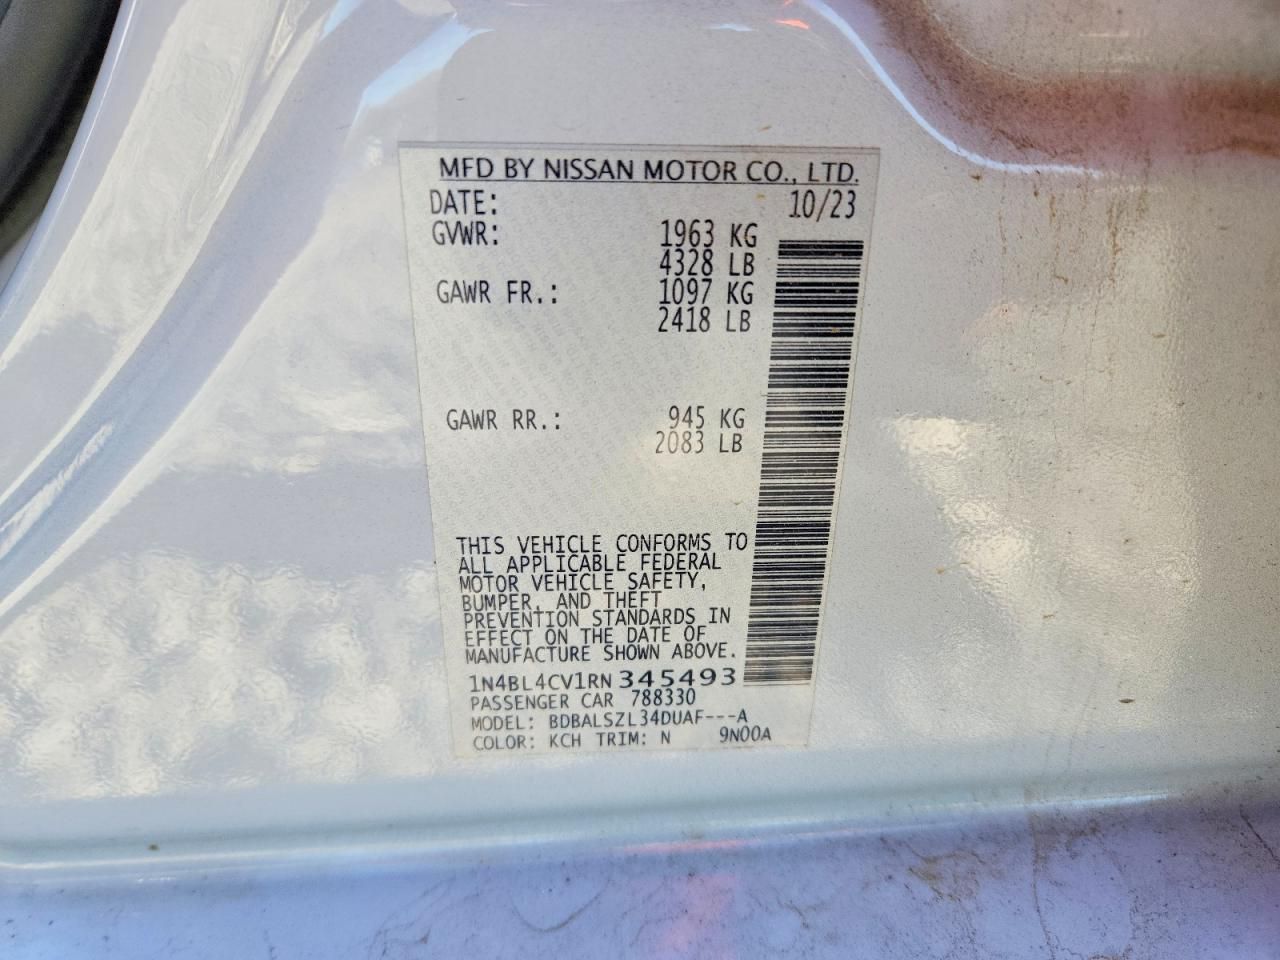 MFD BY NISSAN MOTOR CO., LTD.
DATE: 10/23
GVWR: 1963 KG
4328 LB
GAWR FR.: 1097 KG
2418 LB
GAWR RR.: 945 KG
2083 LB
THIS VEHICLE CONFORMS TO
ALL APPLICABLE FEDERAL
MOTOR VEHICLE SAFETY,
BUMPER, AND THEFT
PREVENTION STANDARDS IN
EFFECT ON THE DATE OF
MANUFACTURE SHOWN ABOVE.
1N4BL4CV1RN345493
PASSENGER CAR 788330
MODEL: BDBALSZL34DUAF---A
COLOR: KCH TRIM: N 9N00A